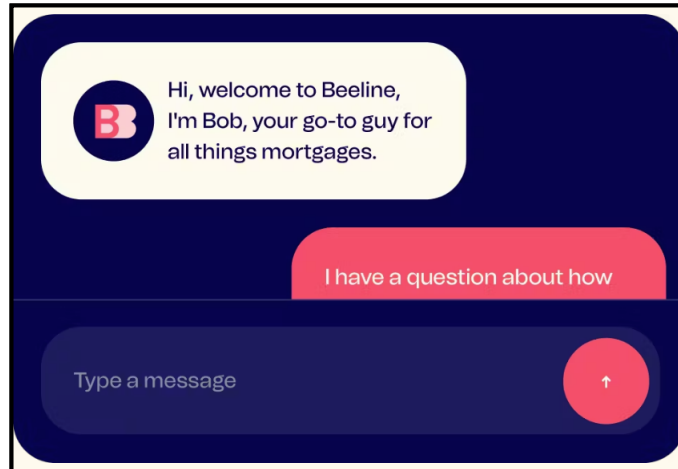 B
Hi, welcome to Beeline,
I'm Bob, your go-to guy for
all things mortgages.
I have a question about how
Type a message